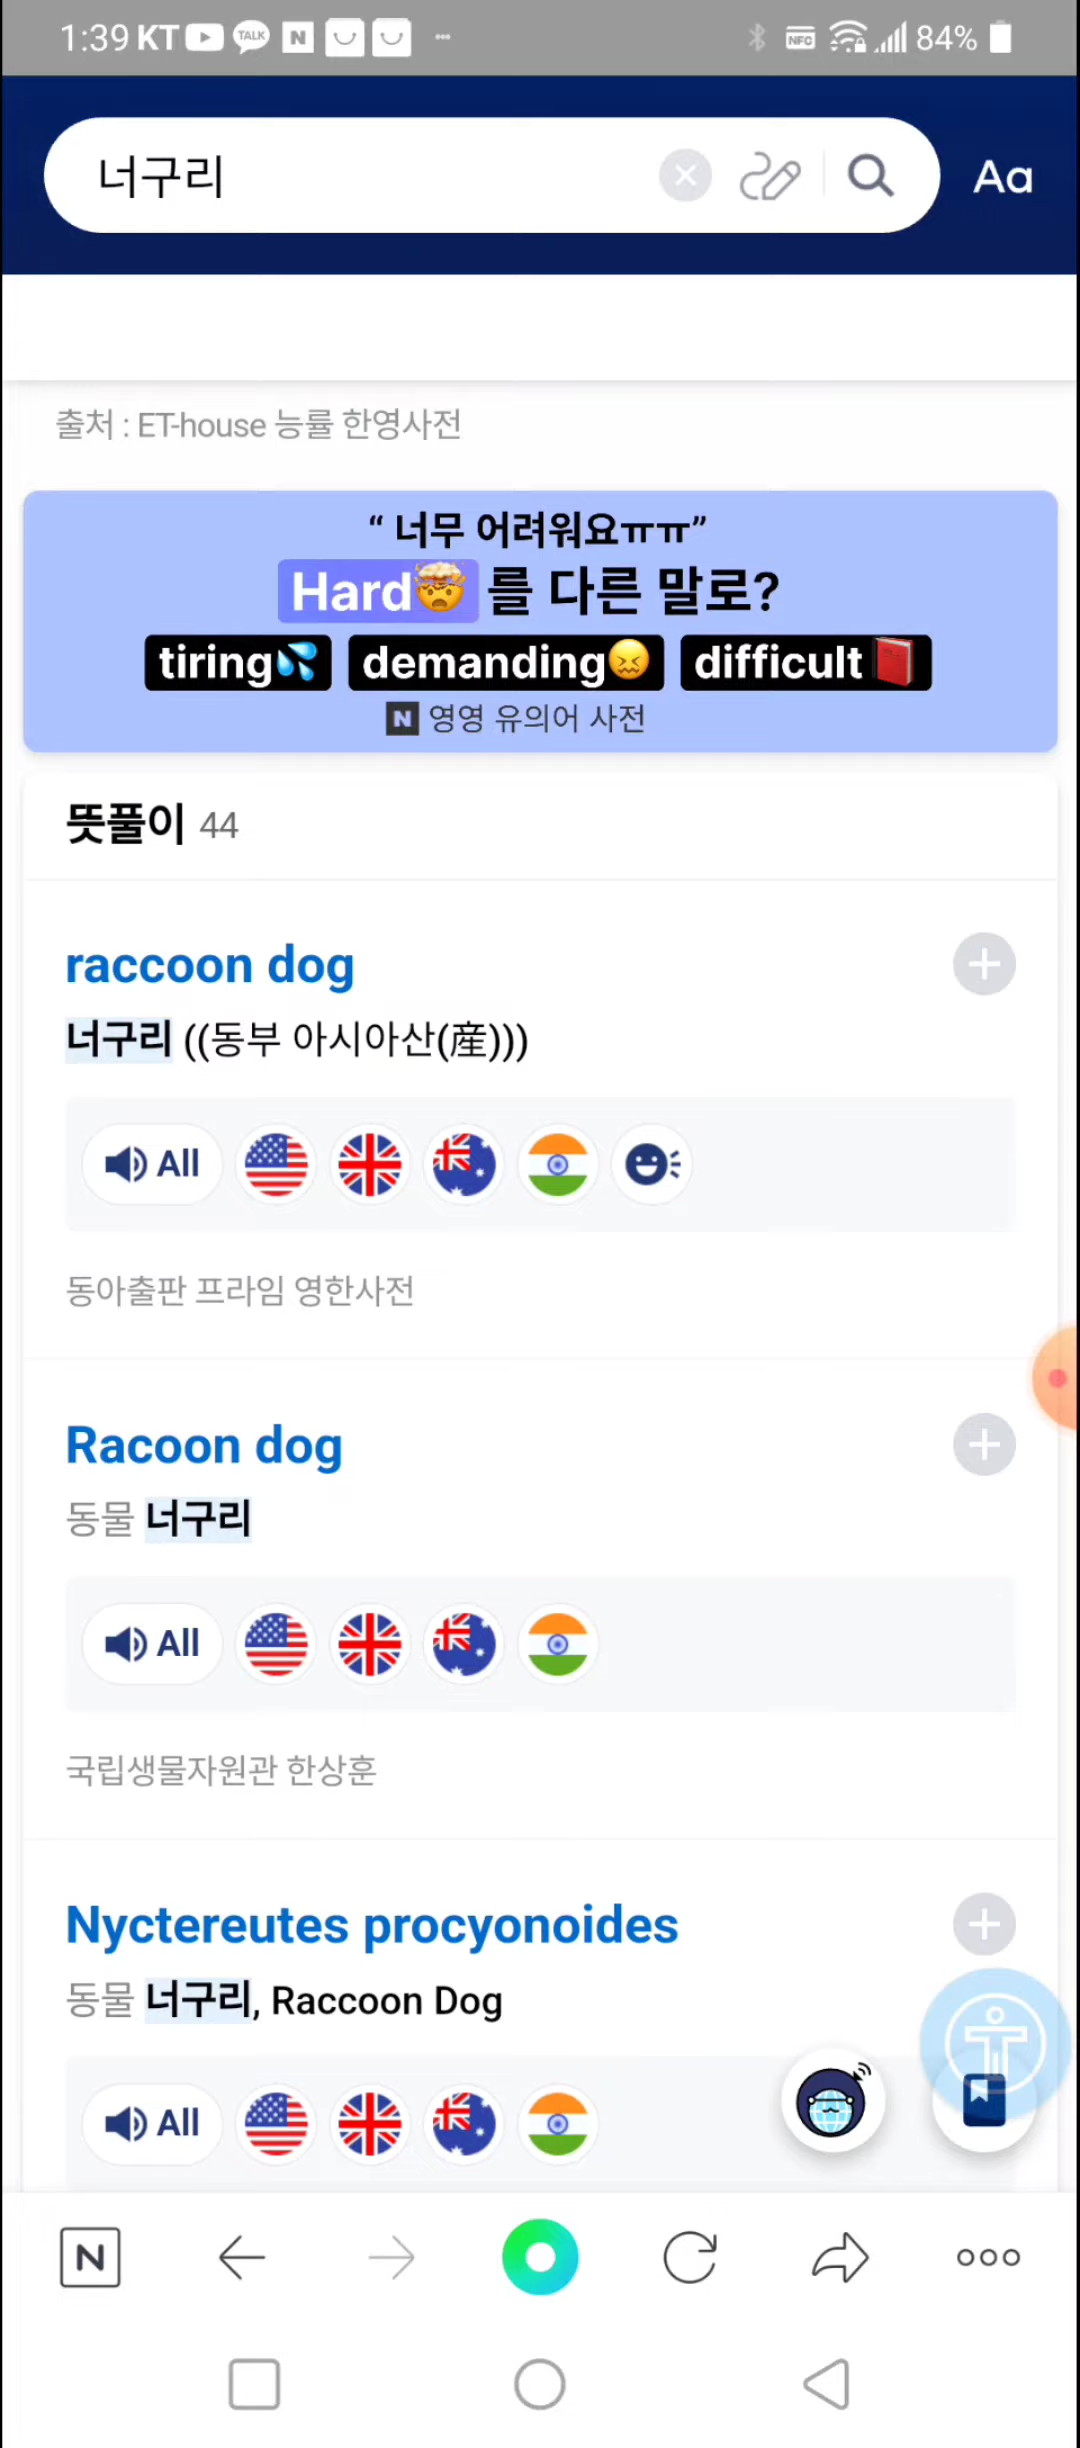 1:39 KT TALK N ··· NFC 84%
너구리 Aa
출처 : ET-house 능률 한영사전
“ 너무 어려워요ㅠㅠ”
Hard🤯 를 다른 말로?
tiring💦 demanding😖 difficult📕
N 영영 유의어 사전
뜻풀이 44
raccoon dog
너구리 ((동부 아시아산(産)))
All
동아출판 프라임 영한사전
Racoon dog
동물 너구리
All
국립생물자원관 한상훈
Nyctereutes procyonoides
동물 너구리, Raccoon Dog
All
N